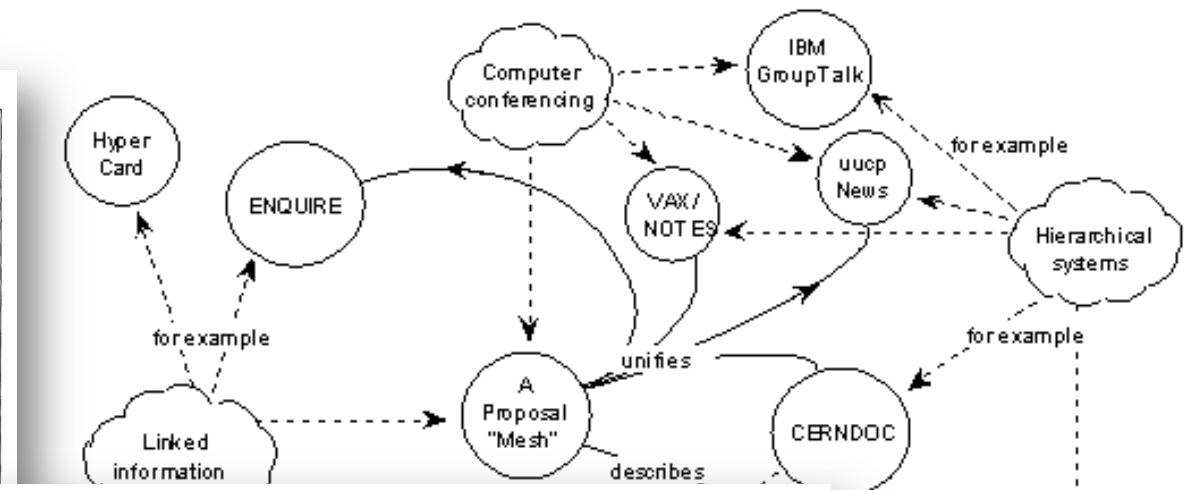 IBM
GroupTalk
Computer
conferencing
Hyper
Card
for example
uucp
News
ENQUIRE
VAX/
NOTES
Hierarchical
systems
for example
for example
unifies
A
Proposal
"Mesh"
CERNDOC
Linked
information
describes